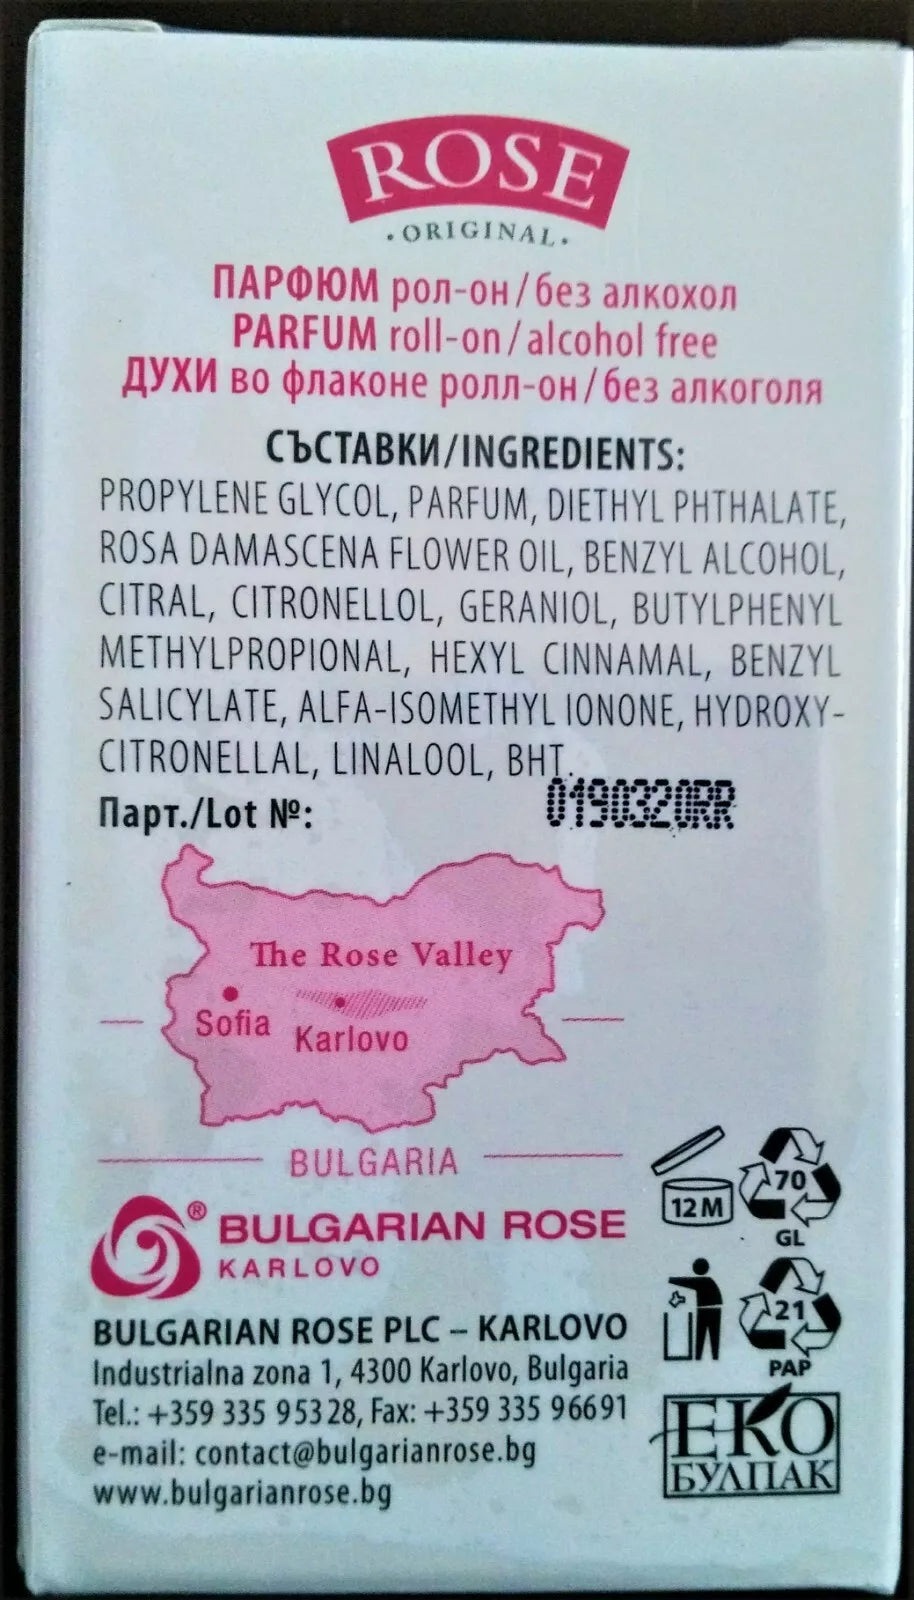 ROSE
· ORIGINAL ·
ПАРФЮМ рол-он/без алкохол
PARFUM roll-on/alcohol free
ДУХИ во флаконе ролл-он/без алкоголя
СЪСТАВКИ/INGREDIENTS:
PROPYLENE GLYCOL, PARFUM, DIETHYL PHTHALATE,
ROSA DAMASCENA FLOWER OIL, BENZYL ALCOHOL,
CITRAL, CITRONELLOL, GERANIOL, BUTYLPHENYL
METHYLPROPIONAL, HEXYL CINNAMAL, BENZYL
SALICYLATE, ALFA-ISOMETHYL IONONE, HYDROXY-
CITRONELLAL, LINALOOL, BHT.
Парт./Lot №: 0190320RR
The Rose Valley
Sofia
Karlovo
BULGARIA
BULGARIAN ROSE ®
KARLOVO
BULGARIAN ROSE PLC – KARLOVO
Industrialna zona 1, 4300 Karlovo, Bulgaria
Tel.: +359 335 95328, Fax: +359 335 96691
e-mail: contact@bulgarianrose.bg
www.bulgarianrose.bg
12M
70
GL
21
PAP
ЕКО
БУЛПАК